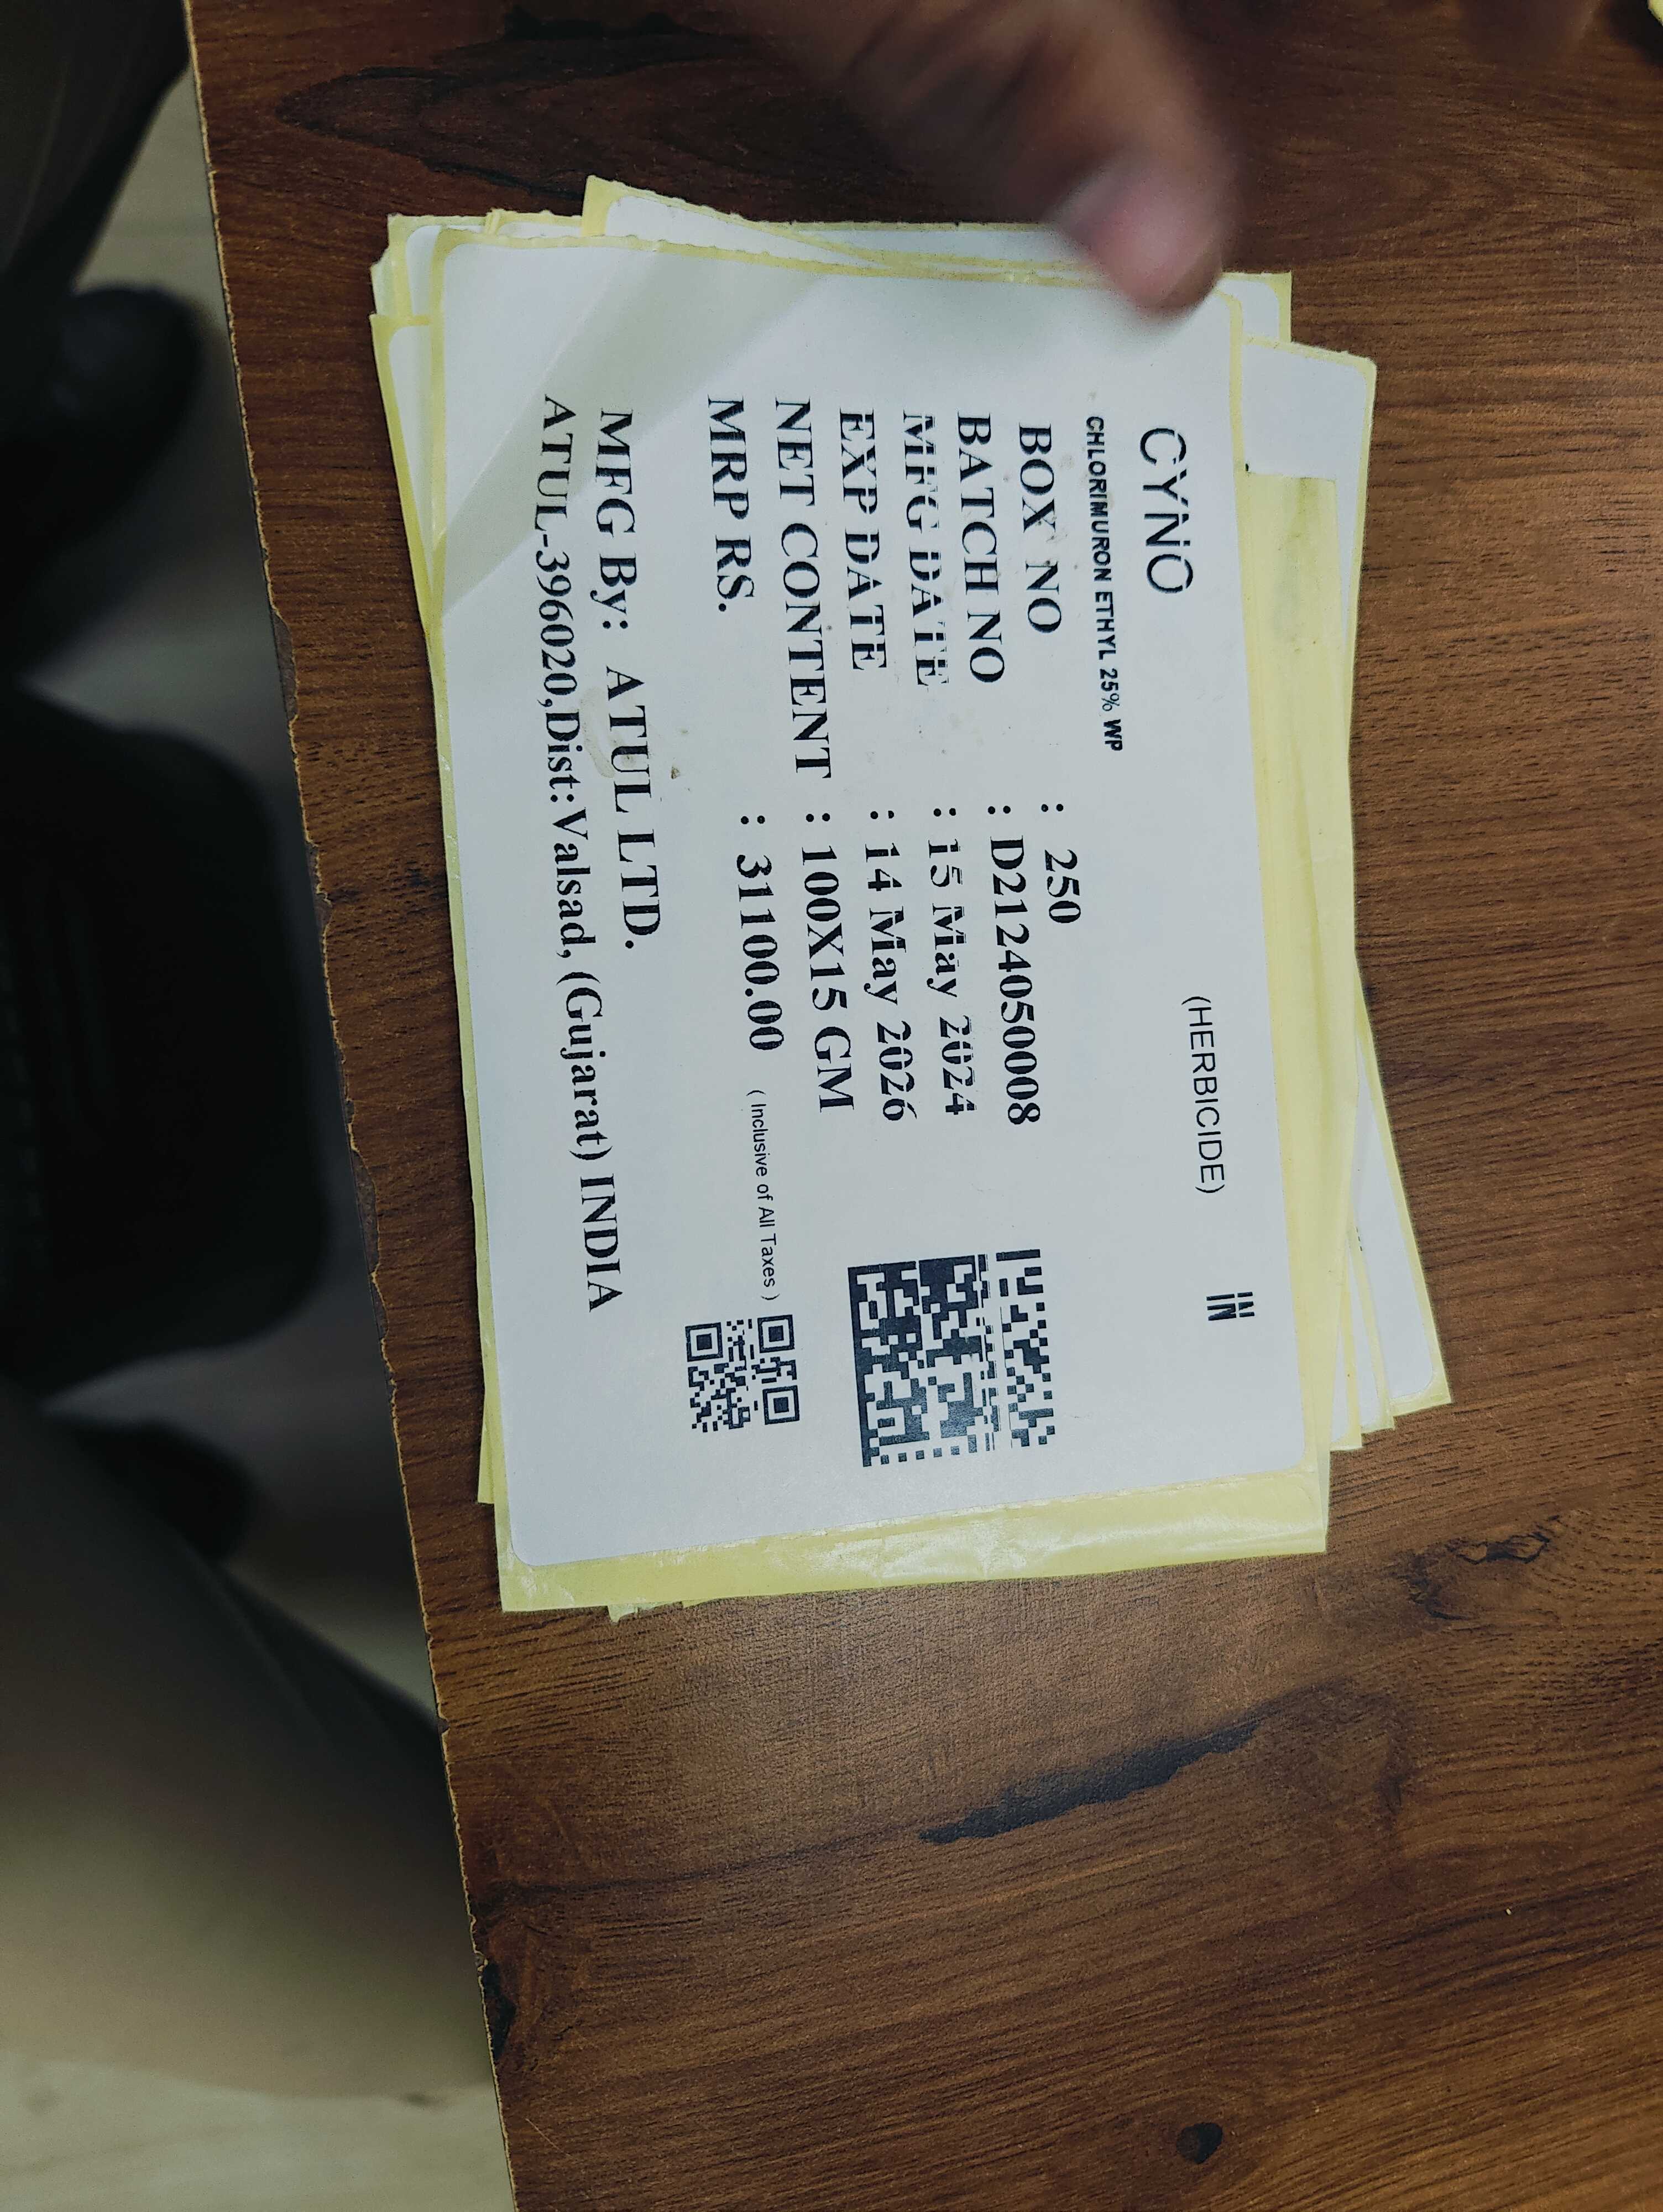 CYNO (HERBICIDE) IN
CHLORIMURON ETHYL 25% WP
BOX NO : 250
BATCH NO : D2124050008
MFG DATE : 15 May 2024
EXP DATE : 14 May 2026
NET CONTENT : 100X15 GM
MRP RS. : 31100.00 ( Inclusive of All Taxes )
MFG By: ATUL LTD.
ATUL-396020,Dist:Valsad, (Gujarat) INDIA